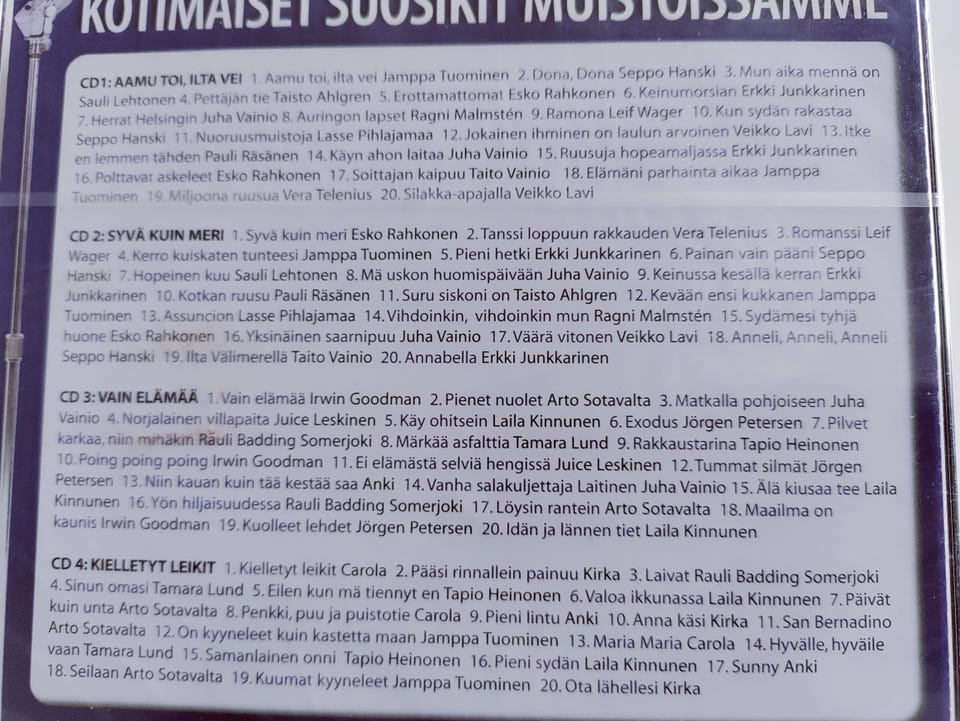 KOTIMAISET SUOSIKIT MUISTOISSAMME
CD1: AAMU TOI, ILTA VEI 1. Aamu toi, ilta vei Jamppa Tuominen 2. Dona, Dona Seppo Hanski 3. Mun aika mennä on
Sauli Lehtonen 4. Pettäjän tie Taisto Ahlgren 5. Erottamattomat Esko Rahkonen 6. Keinumorsian Erkki Junkkarinen
7. Herrat Helsingin Juha Vainio 8. Auringon lapset Ragni Malmstén 9. Ramona Leif Wager 10. Kun sydän rakastaa
Seppo Hanski 11. Nuoruusmuistoja Lasse Pihlajamaa 12. Jokainen ihminen on laulun arvoinen Veikko Lavi 13. Itke
en lemmen tähden Pauli Räsänen 14. Käyn ahon laitaa Juha Vainio 15. Ruusuja hopeamaljassa Erkki Junkkarinen
16. Polttavat askeleet Esko Rahkonen 17. Soittajan kaipuu Taito Vainio 18. Elämäni parhainta aikaa Jamppa
Tuominen 19. Miljoona ruusua Vera Telenius 20. Silakka-apajalla Veikko Lavi
CD 2: SYVÄ KUIN MERI 1. Syvä kuin meri Esko Rahkonen 2. Tanssi loppuun rakkauden Vera Telenius 3. Romanssi Leif
Wager 4. Kerro kuiskaten tunteesi Jamppa Tuominen 5. Pieni hetki Erkki Junkkarinen 6. Painan vain pääni Seppo
Hanski 7. Hopeinen kuu Sauli Lehtonen 8. Mä uskon huomispäivään Juha Vainio 9. Keinussa kesällä kerran Erkki
Junkkarinen 10. Kotkan ruusu Pauli Räsänen 11. Suru siskoni on Taisto Ahlgren 12. Kevään ensi kukkanen Jamppa
Tuominen 13. Assuncion Lasse Pihlajamaa 14. Vihdoinkin, vihdoinkin mun Ragni Malmstén 15. Sydämesi tyhjä
huone Esko Rahkonen 16. Yksinäinen saarnipuu Juha Vainio 17. Väärä vitonen Veikko Lavi 18. Anneli, Anneli, Anneli
Seppo Hanski 19. Ilta Välimerellä Taito Vainio 20. Annabella Erkki Junkkarinen
CD 3: VAIN ELÄMÄÄ 1. Vain elämää Irwin Goodman 2. Pienet nuolet Arto Sotavalta 3. Matkalla pohjoiseen Juha
Vainio 4. Norjalainen villapaita Juice Leskinen 5. Käy ohitsein Laila Kinnunen 6. Exodus Jörgen Petersen 7. Pilvet
karkaa, niin minäkin Rauli Badding Somerjoki 8. Märkää asfalttia Tamara Lund 9. Rakkaustarina Tapio Heinonen
10. Poing poing poing Irwin Goodman 11. Ei elämästä selviä hengissä Juice Leskinen 12. Tummat silmät Jörgen
Petersen 13. Niin kauan kuin tää kestää saa Anki 14. Vanha salakuljettaja Laitinen Juha Vainio 15. Älä kiusaa tee Laila
Kinnunen 16. Yön hiljaisuudessa Rauli Badding Somerjoki 17. Löysin rantein Arto Sotavalta 18. Maailma on
kaunis Irwin Goodman 19. Kuolleet lehdet Jörgen Petersen 20. Idän ja lännen tiet Laila Kinnunen
CD 4: KIELLETYT LEIKIT 1. Kielletyt leikit Carola 2. Pääsi rinnallein painuu Kirka 3. Laivat Rauli Badding Somerjoki
4. Sinun omasi Tamara Lund 5. Eilen kun mä tiennyt en Tapio Heinonen 6. Valoa ikkunassa Laila Kinnunen 7. Päivät
kuin unta Arto Sotavalta 8. Penkki, puu ja puistotie Carola 9. Pieni lintu Anki 10. Anna käsi Kirka 11. San Bernadino
Arto Sotavalta 12. On kyyneleet kuin kastetta maan Jamppa Tuominen 13. Maria Maria Carola 14. Hyvälle, hyväile
vaan Tamara Lund 15. Samanlainen onni Tapio Heinonen 16. Pieni sydän Laila Kinnunen 17. Sunny Anki
18. Seilaan Arto Sotavalta 19. Kuumat kyyneleet Jamppa Tuominen 20. Ota lähellesi Kirka